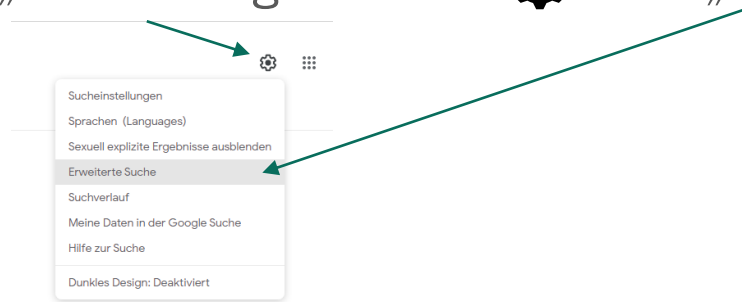 Sucheinstellungen
Sprachen (Languages)
Sexuell explizite Ergebnisse ausblenden
Erweiterte Suche
Suchverlauf
Meine Daten in der Google Suche
Hilfe zur Suche
Dunkles Design: Deaktiviert